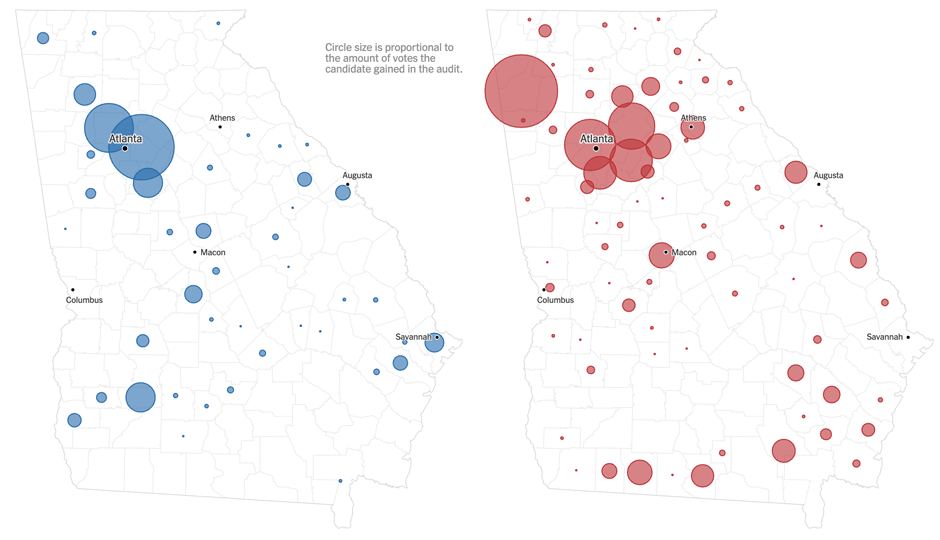 Circle size is proportional to
the amount of votes the
candidate gained in the audit.
Athens
Atlanta
Augusta
Macon
Columbus
Savannah
Athens
Atlanta
Augusta
Macon
Columbus
Savannah